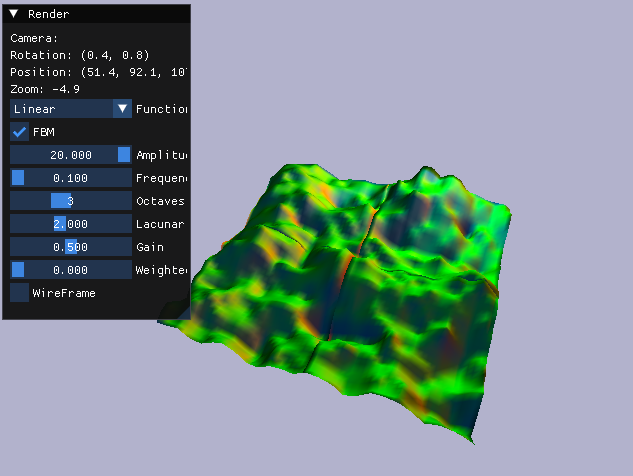 Render
Camera:
Rotation: (0.4, 0.8)
Position: (51.4, 92.1, 10
Zoom: -4.9
Linear Functio
FBM
20.000 Amplitu
0.100 Frequen
3 Octaves
2.000 Lacunar
0.500 Gain
0.000 Weighte
WireFrame